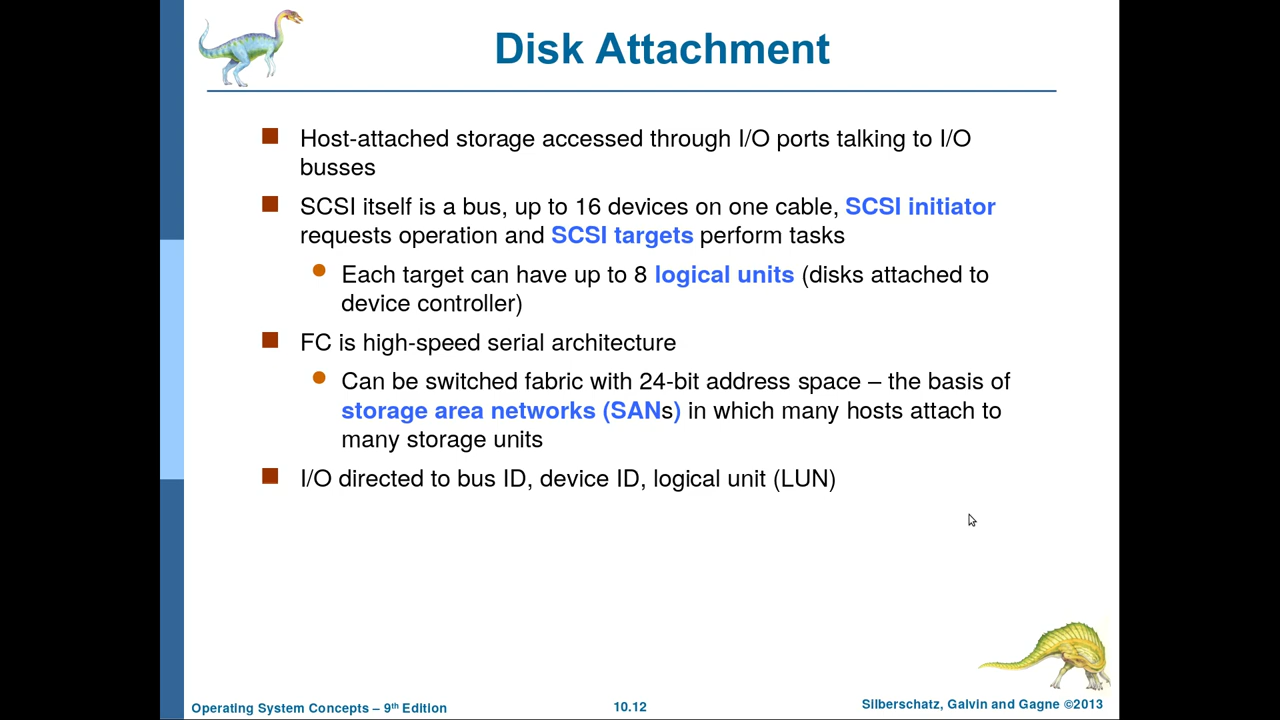 Disk Attachment
Host-attached storage accessed through I/O ports talking to I/O
busses
SCSI itself is a bus, up to 16 devices on one cable, SCSI initiator
requests operation and SCSI targets perform tasks
Each target can have up to 8 logical units (disks attached to
device controller)
FC is high-speed serial architecture
Can be switched fabric with 24-bit address space – the basis of
storage area networks (SANs) in which many hosts attach to
many storage units
I/O directed to bus ID, device ID, logical unit (LUN)
Operating System Concepts – 9th Edition
10.12
Silberschatz, Galvin and Gagne ©2013